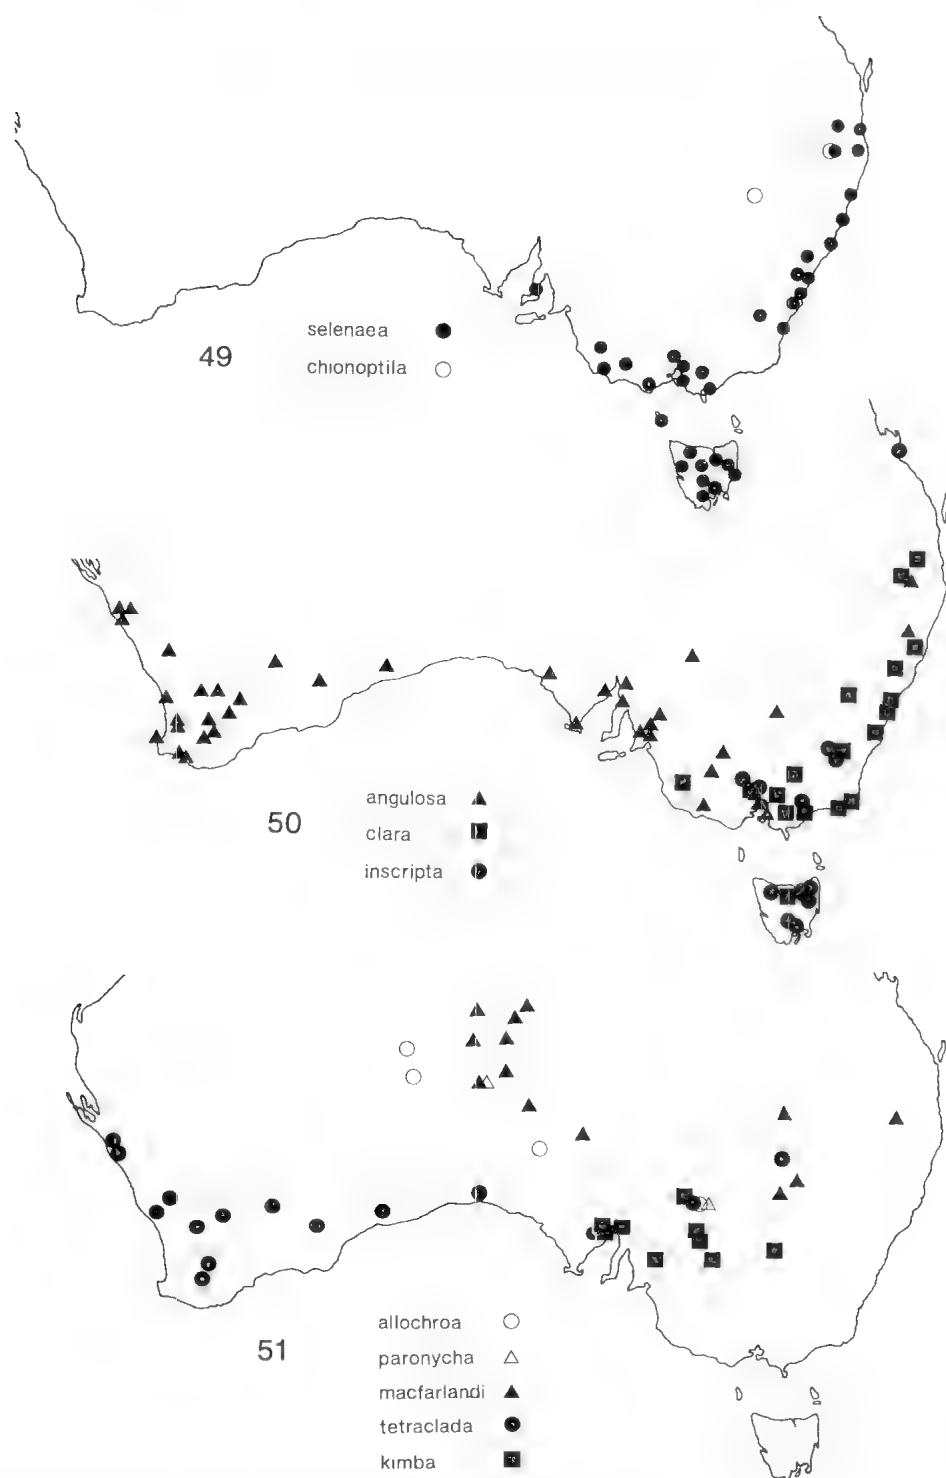 selenaea
49
chionoptila
angulosa
50
clara
inscripta
allochroa
51
paronycha
macfarlandi
tetraclada
kimba